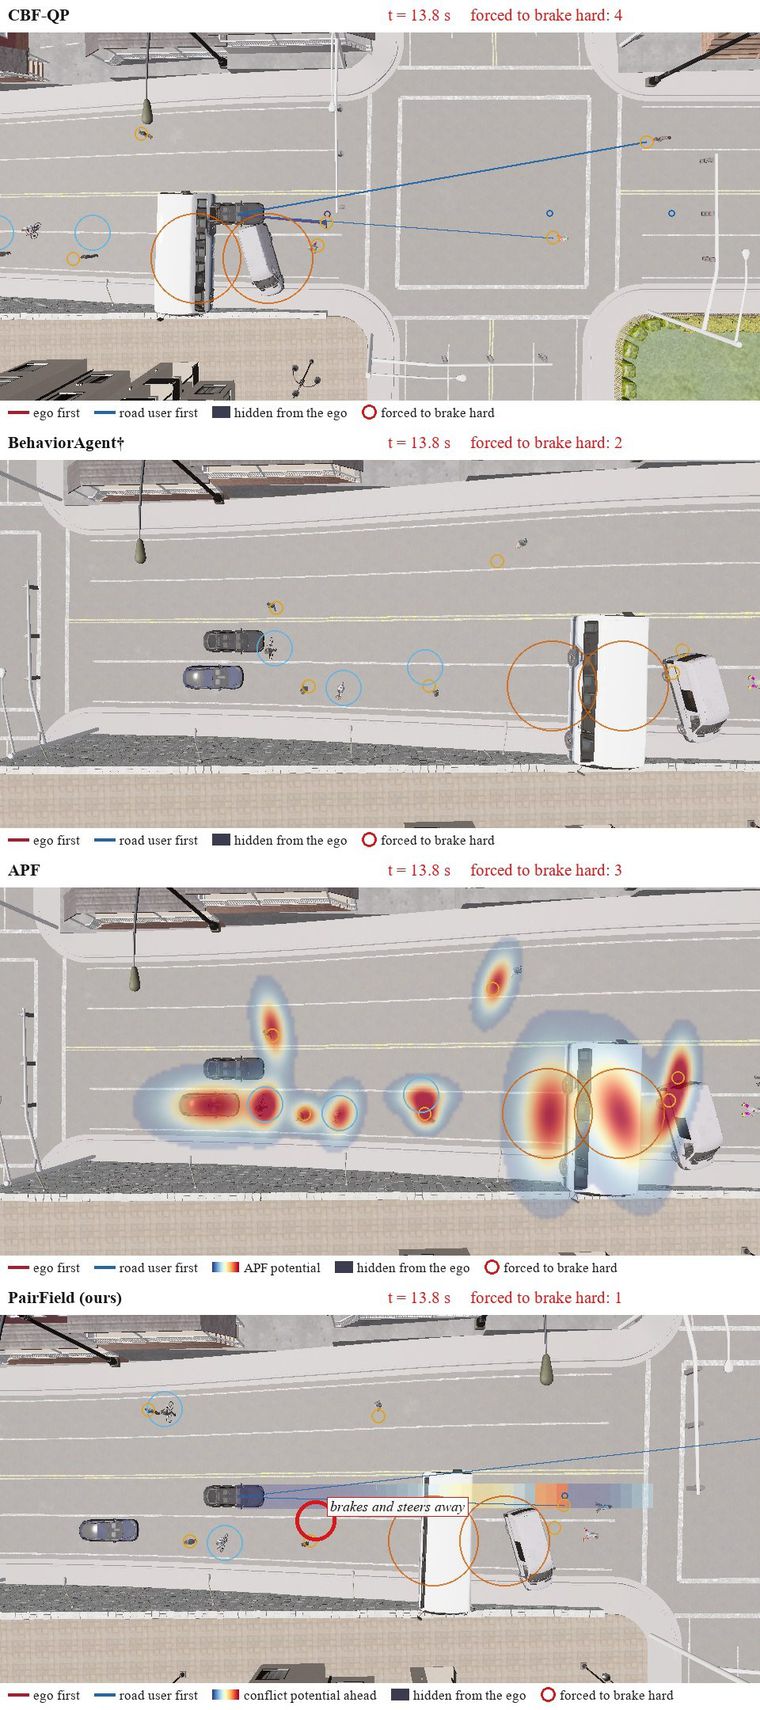 CBF-QP t = 13.8 s forced to brake hard: 4
ego first road user first hidden from the ego forced to brake hard
BehaviorAgent† t = 13.8 s forced to brake hard: 2
ego first road user first hidden from the ego forced to brake hard
APF t = 13.8 s forced to brake hard: 3
ego first road user first APF potential hidden from the ego forced to brake hard
PairField (ours) t = 13.8 s forced to brake hard: 1
brakes and steers away
ego first road user first conflict potential ahead hidden from the ego forced to brake hard